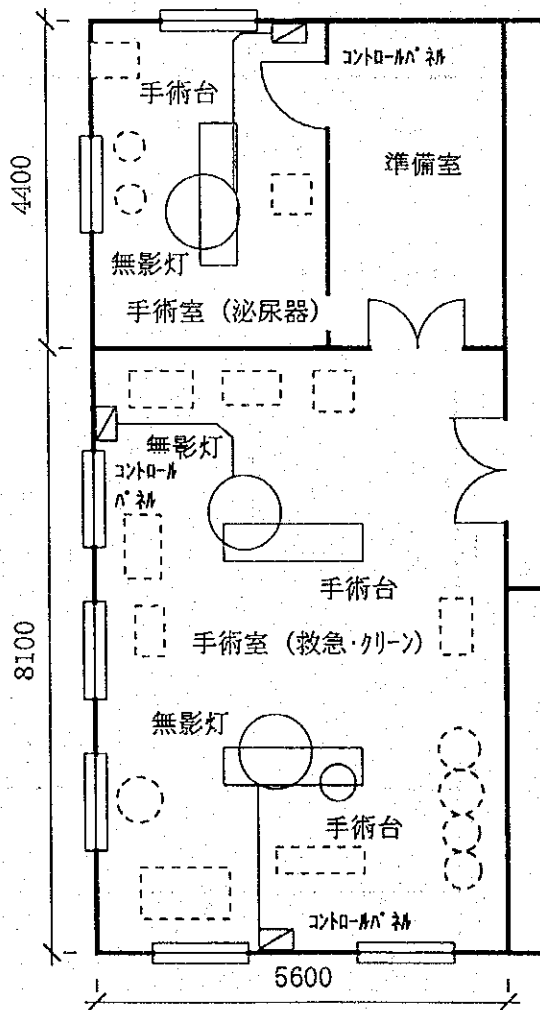 コントロールパネル
手術台
準備室
4400
無影灯
手術室（泌尿器）
無影灯
コントロール
パネル
手術台
手術室（救急・クリーン）
8100
無影灯
手術台
コントロールパネル
5600